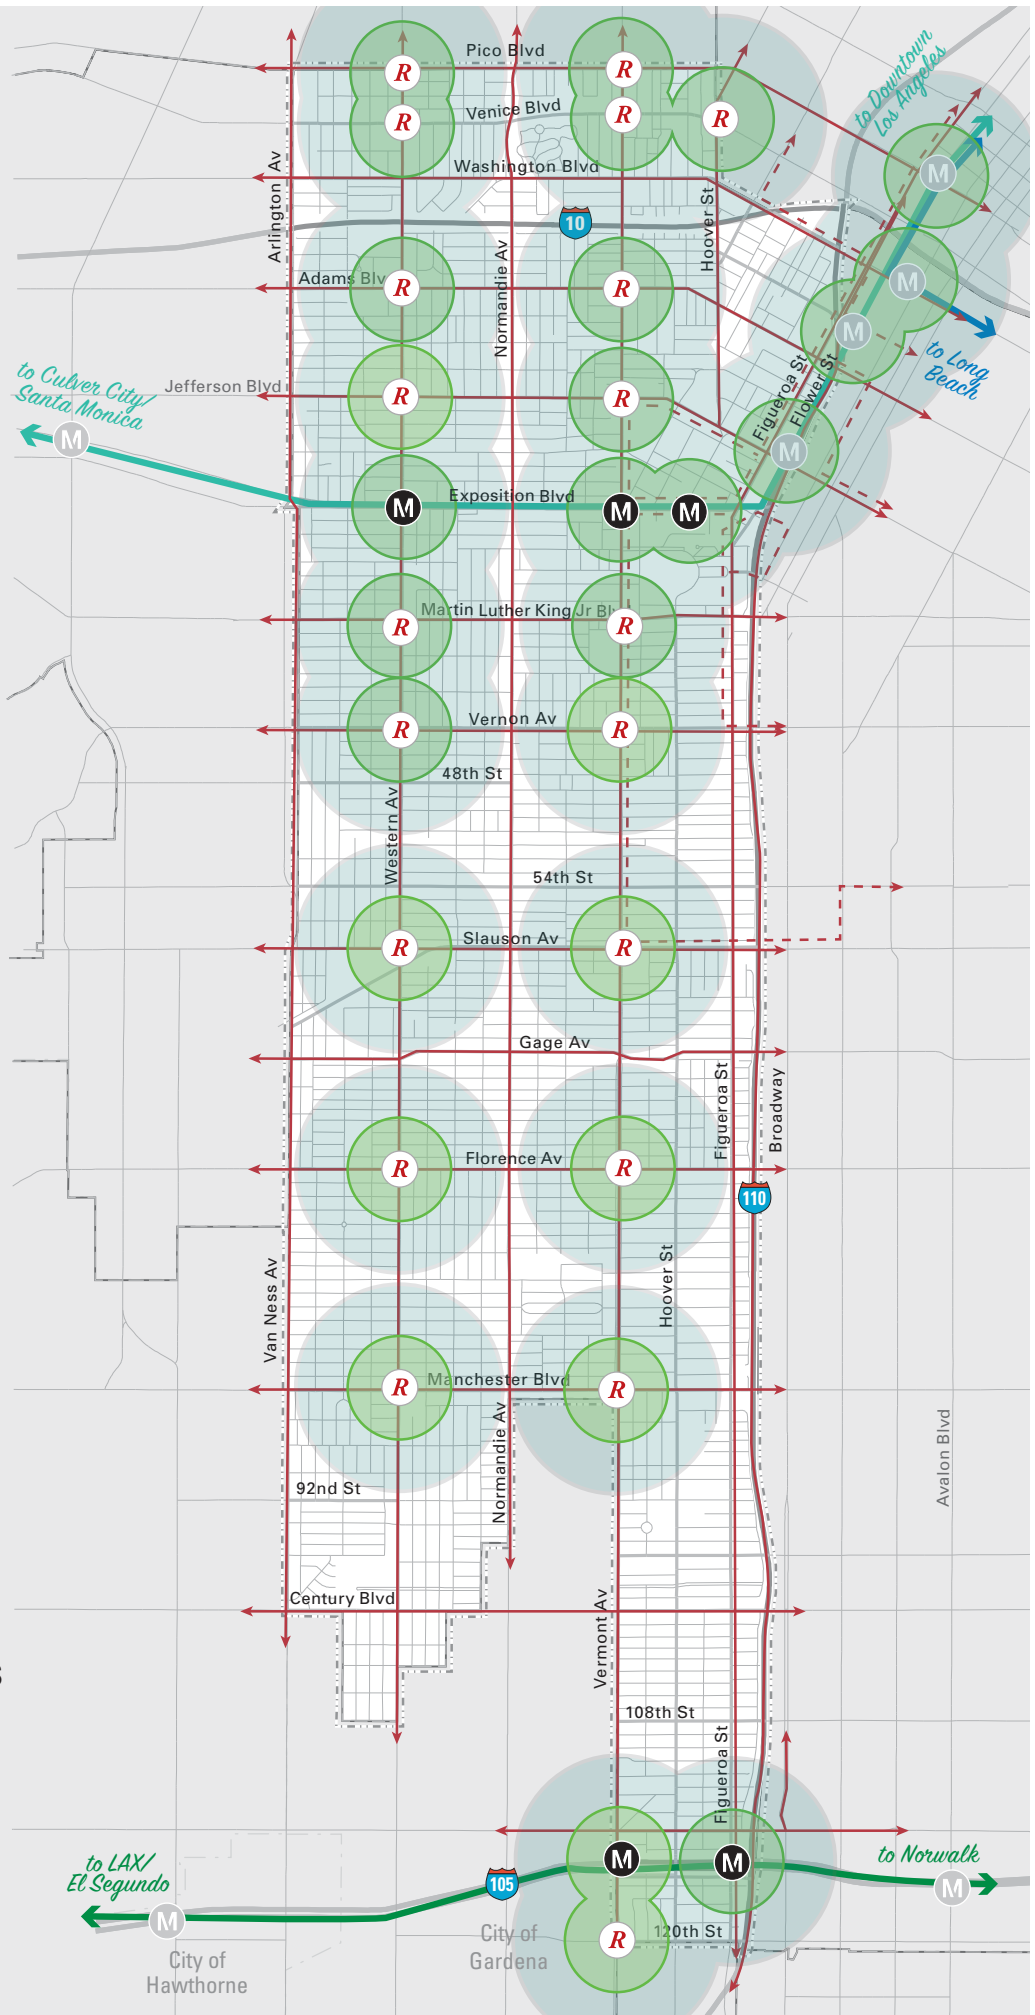 Pico Blvd
R
R
to Downtown
Los Angeles
Venice Blvd
R
R
R
Washington Blvd
M
Arlington Av
10
Hoover St
Normandie Av
Adams Blv
R
R
M
M
to Long
Beach
to Culver City/
Santa Monica
Jefferson Blvd
R
R
Figueroa St
Flower St
M
M
Exposition Blvd
M
M
M
Martin Luther King Jr Blv
R
R
Vernon Av
R
R
48th St
Western Av
54th St
Slauson Av
R
R
Gage Av
Figueroa St
Broadway
Florence Av
R
R
110
Van Ness Av
Hoover St
Manchester Blvd
R
R
Normandie Av
Avalon Blvd
92nd St
Century Blvd
Vermont Av
s
108th St
Figueroa St
M
M
to LAX/
El Segundo
105
to Norwalk
M
M
City of
Hawthorne
City of
Gardena
R
120th St